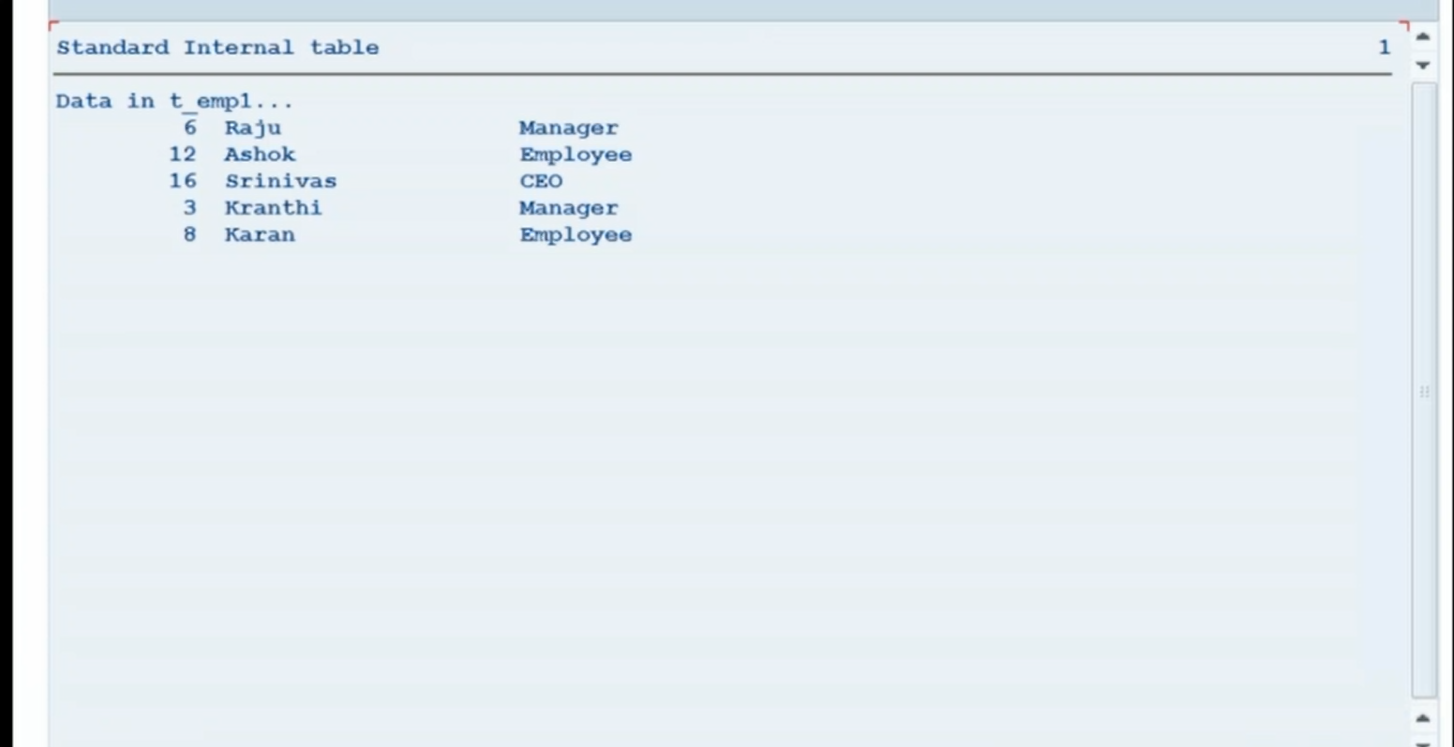 Standard Internal table 1
Data in t_emp1...
6 Raju Manager
12 Ashok Employee
16 Srinivas CEO
3 Kranthi Manager
8 Karan Employee